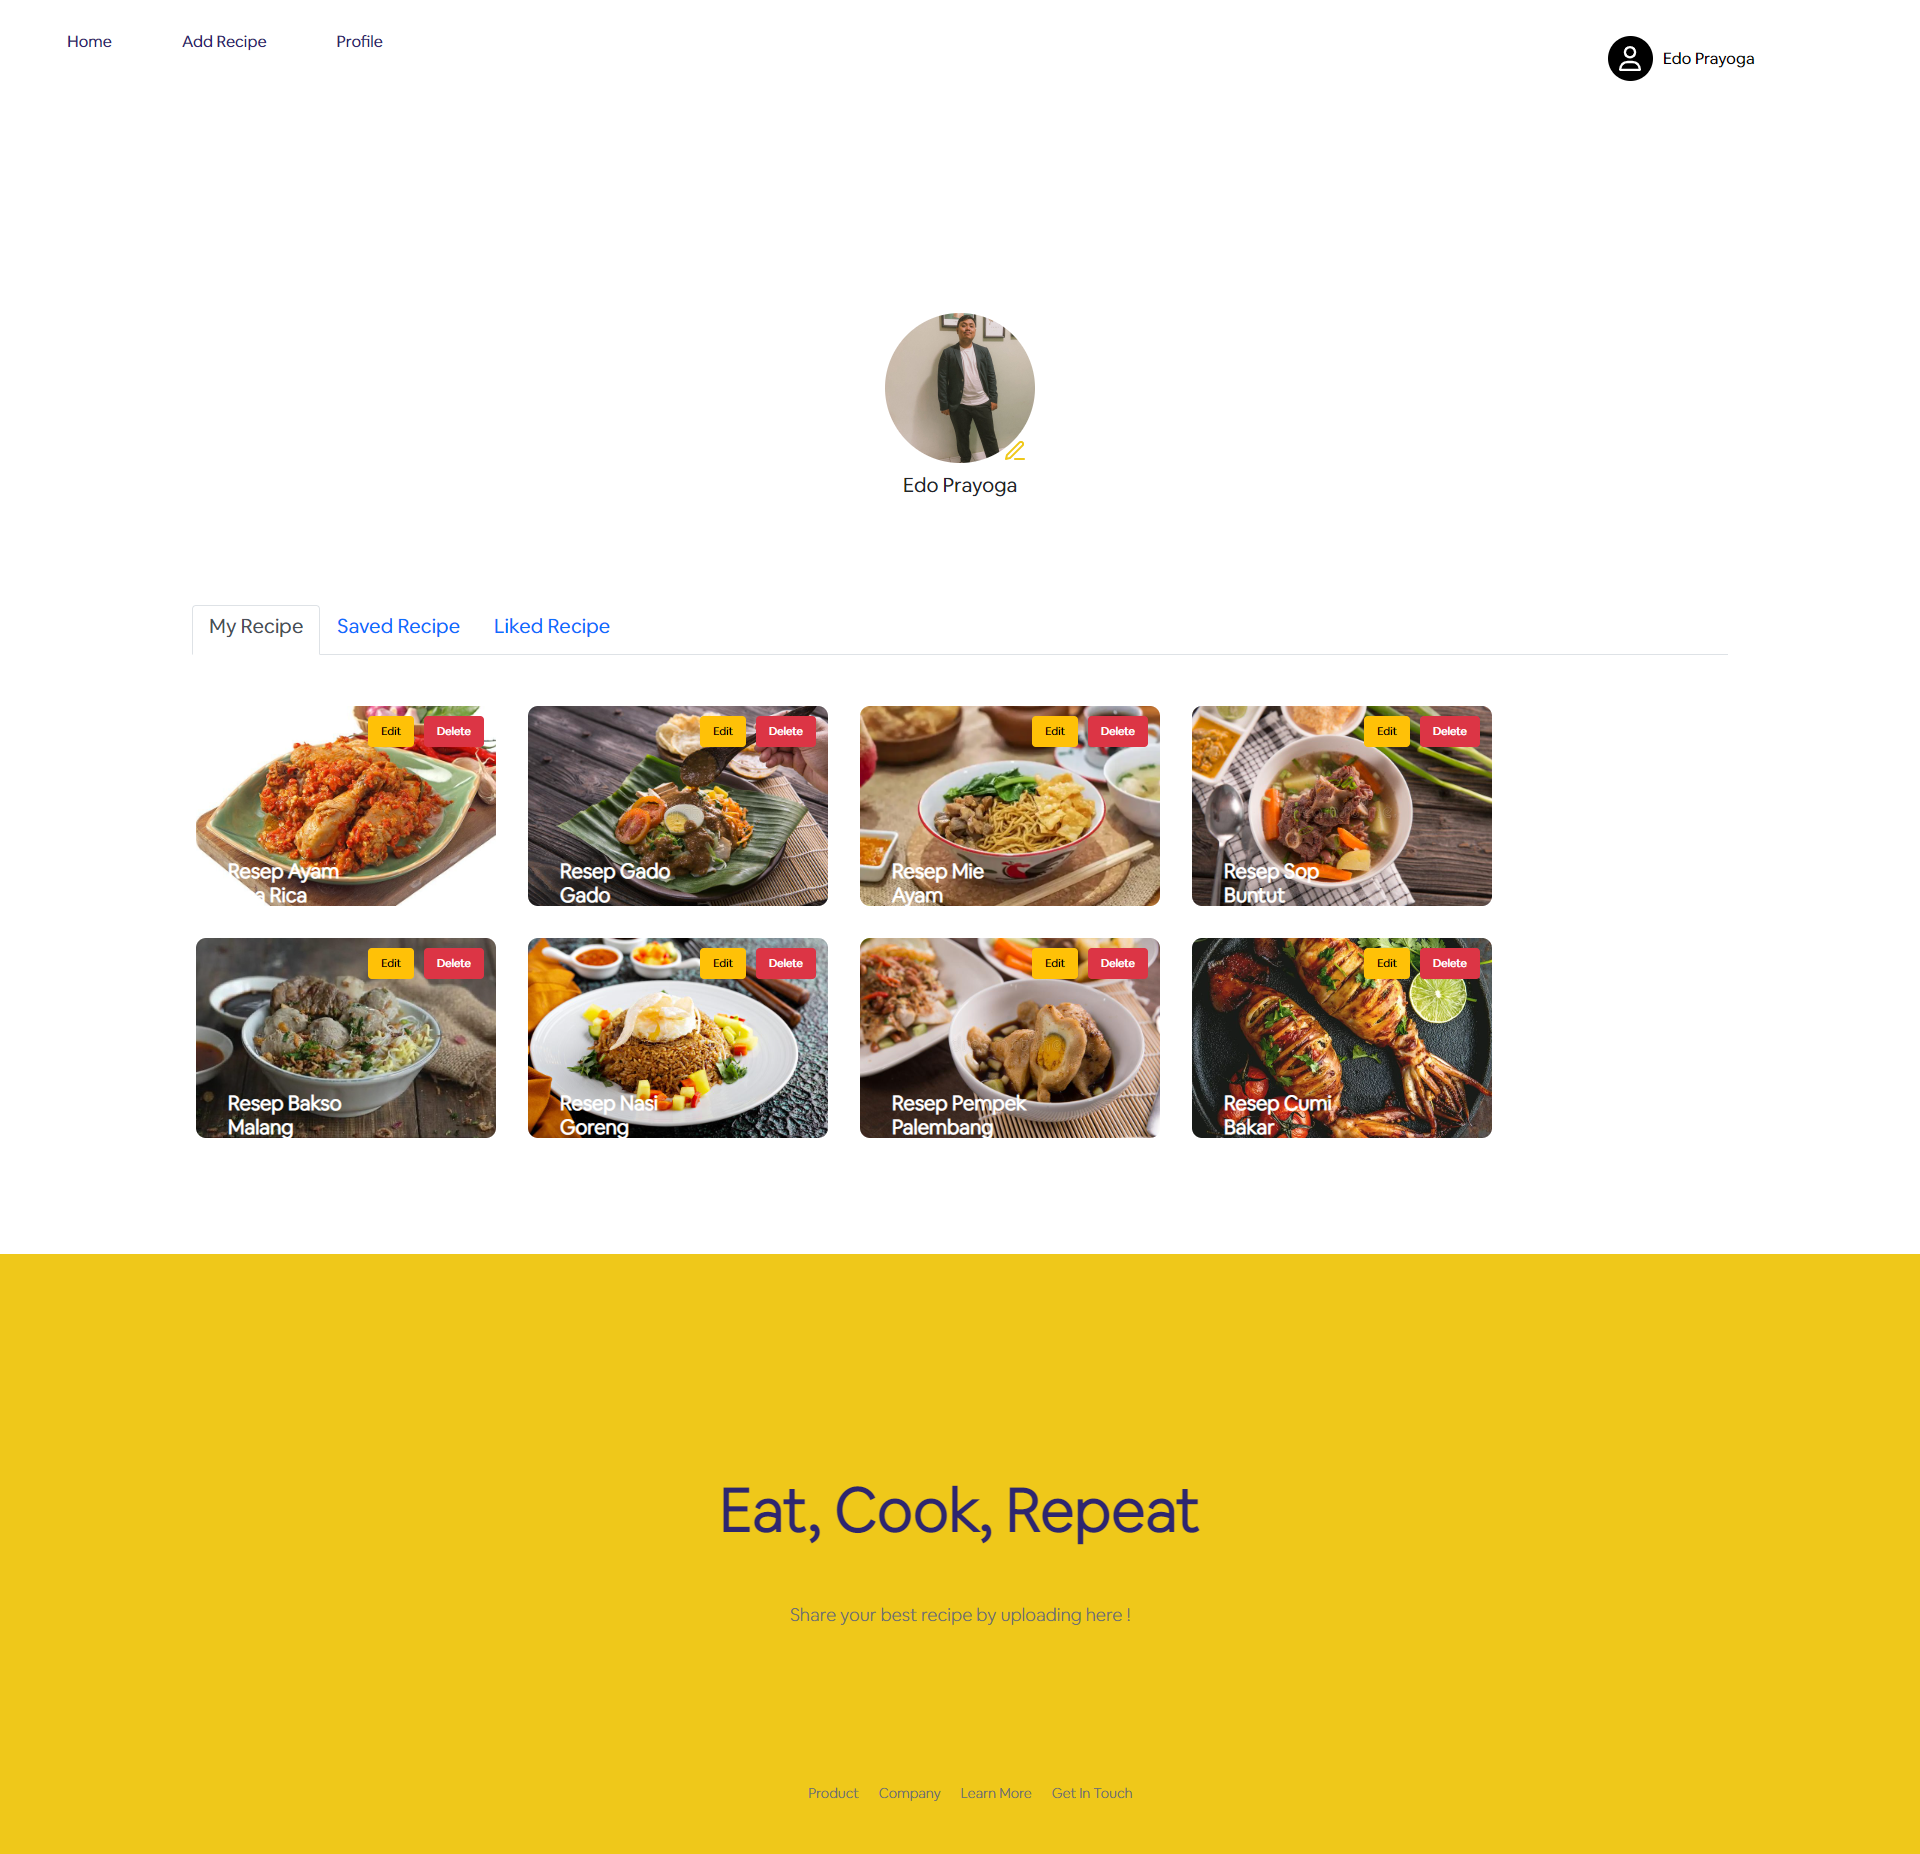 Home Add Recipe Profile
Edo Prayoga
Edo Prayoga
My Recipe Saved Recipe Liked Recipe
Edit Delete
Resep Ayam
Rica
Edit Delete
Resep Gado
Gado
Edit Delete
Resep Mie
Ayam
Edit Delete
Resep Sop
Buntut
Edit Delete
Resep Bakso
Malang
Edit Delete
Resep Nasi
Goreng
Edit Delete
Resep Pempek
Palembang
Edit Delete
Resep Cumi
Bakar
Eat, Cook, Repeat
Share your best recipe by uploading here !
Product Company Learn More Get In Touch